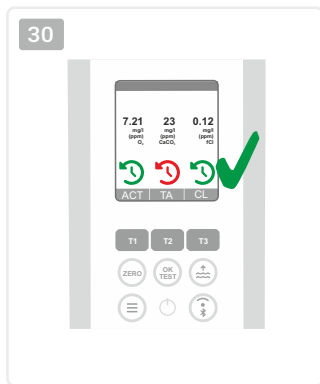 30
7.21 23 0.12
mg/l mg/l mg/l
(ppm) (ppm) (ppm)
O₂ CaCO₃ fCl
ACT TA CL
T1 T2 T3
ZERO OK TEST